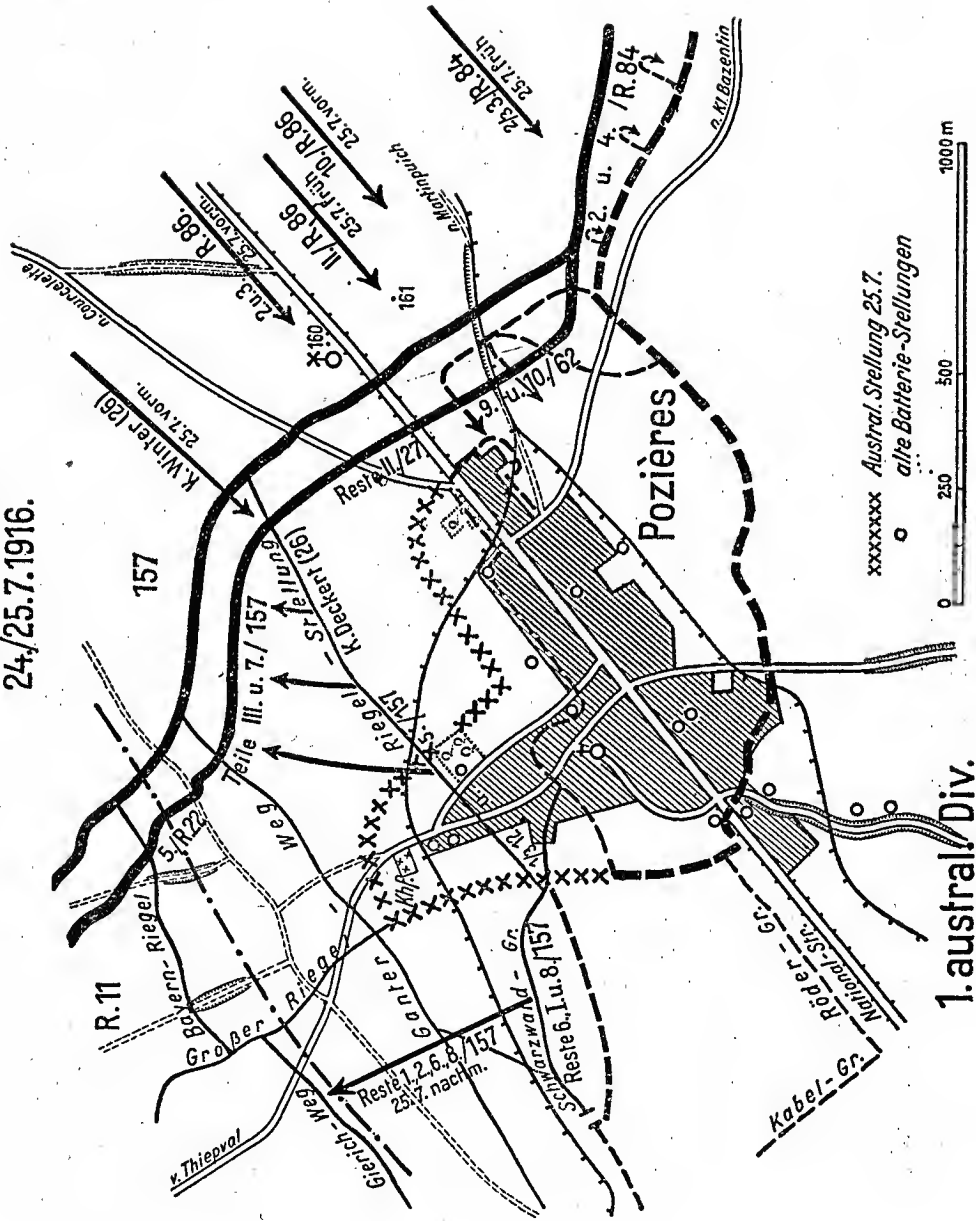 24./25.7.1916.
R.11
157
K. Winter (26)
25.7. vorm.
n. Courcelette
2. u. 3./R. 86.
25.7. vorm.
II./R. 86
25.7. früh
10./R. 86
25.7. vorm.
2/3 3./R. 84
25.7. früh
160
161
n. Martinpuich
2. u. 4./R. 84
n. Kl. Bazentin
Bayern-Riegel
5./R. 22
Teile III. u. 7./157
Großer Riegel
Ganter-Weg
Gierich-Weg
v. Thiepval
Riegel-Stellung
K. Deckert (26)
5./157
Reste II./27
9. u. 10./62
Khf.
Reste 1., 2., 6., 8./157
25.7. nachm.
Schwarzwald-Gr.
Reste 6., I. u. 8./157
Pozières
Röder-Gr.
National-Str.
Kabel-Gr.
1. austral. Div.
xxxxxxx Austral. Stellung 25.7.
o alte Batterie-Stellungen
0 250 500 1000 m